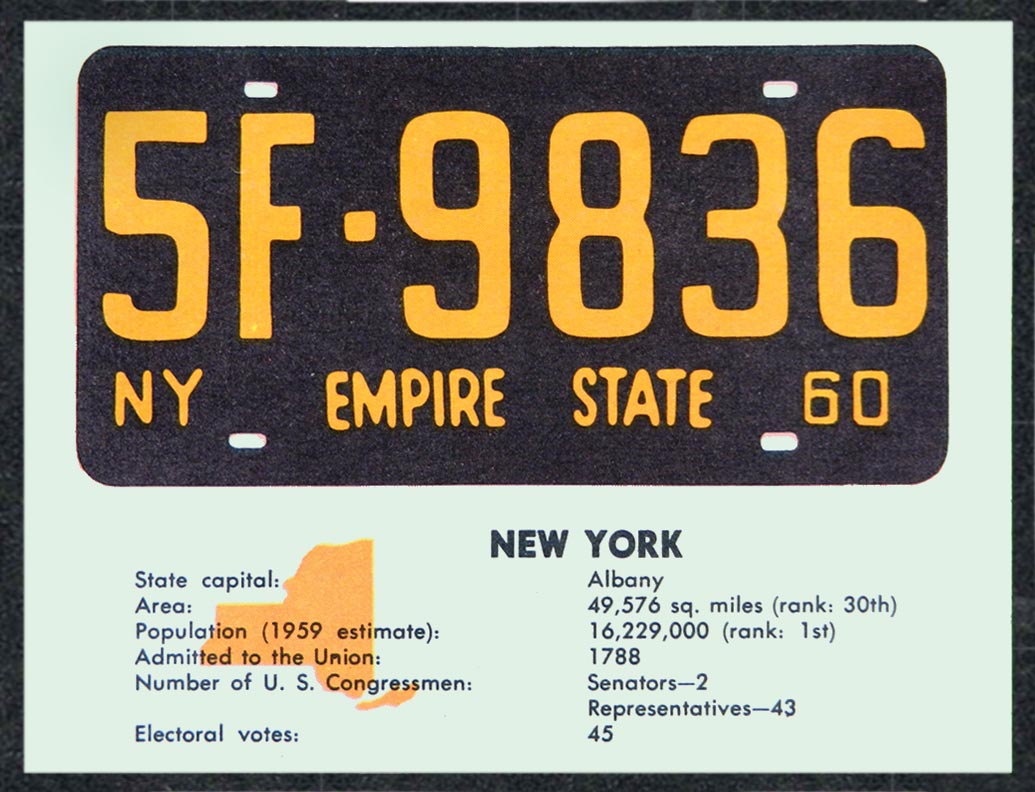 5F·9836
NY EMPIRE STATE 60
NEW YORK
State capital: Albany
Area: 49,576 sq. miles (rank: 30th)
Population (1959 estimate): 16,229,000 (rank: 1st)
Admitted to the Union: 1788
Number of U. S. Congressmen: Senators—2
Representatives—43
Electoral votes: 45